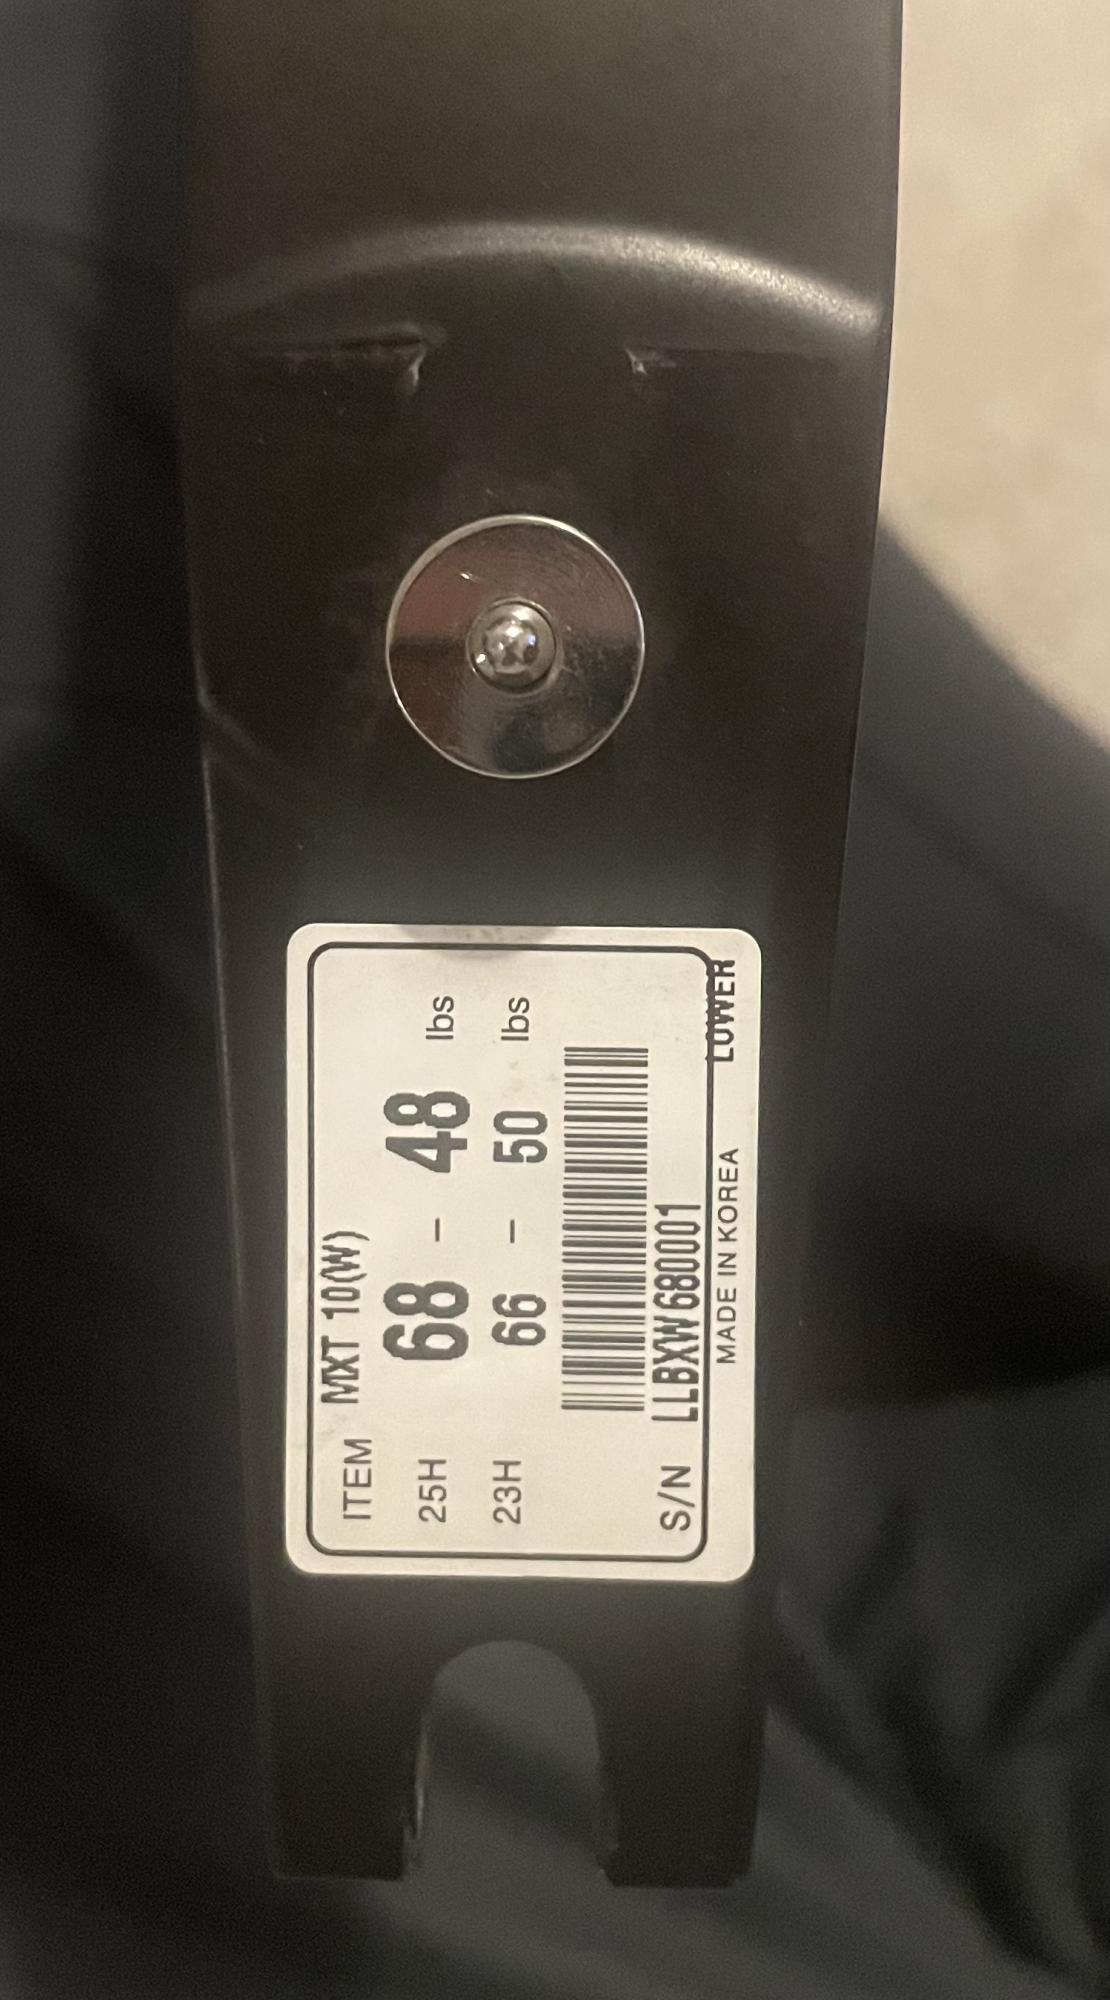 ITEM MXT 10(W)
25H 68 - 48 lbs
23H 66 - 50 lbs
S/N LLBXW680001
MADE IN KOREA LOWER